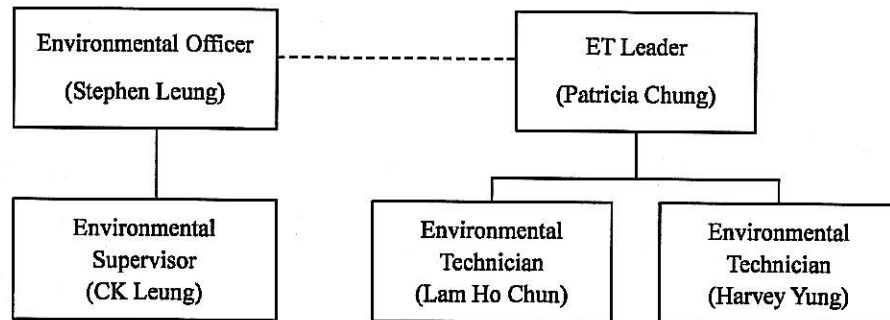 Environmental Officer
(Stephen Leung)
ET Leader
(Patricia Chung)
Environmental
Supervisor
(CK Leung)
Environmental
Technician
(Lam Ho Chun)
Environmental
Technician
(Harvey Yung)